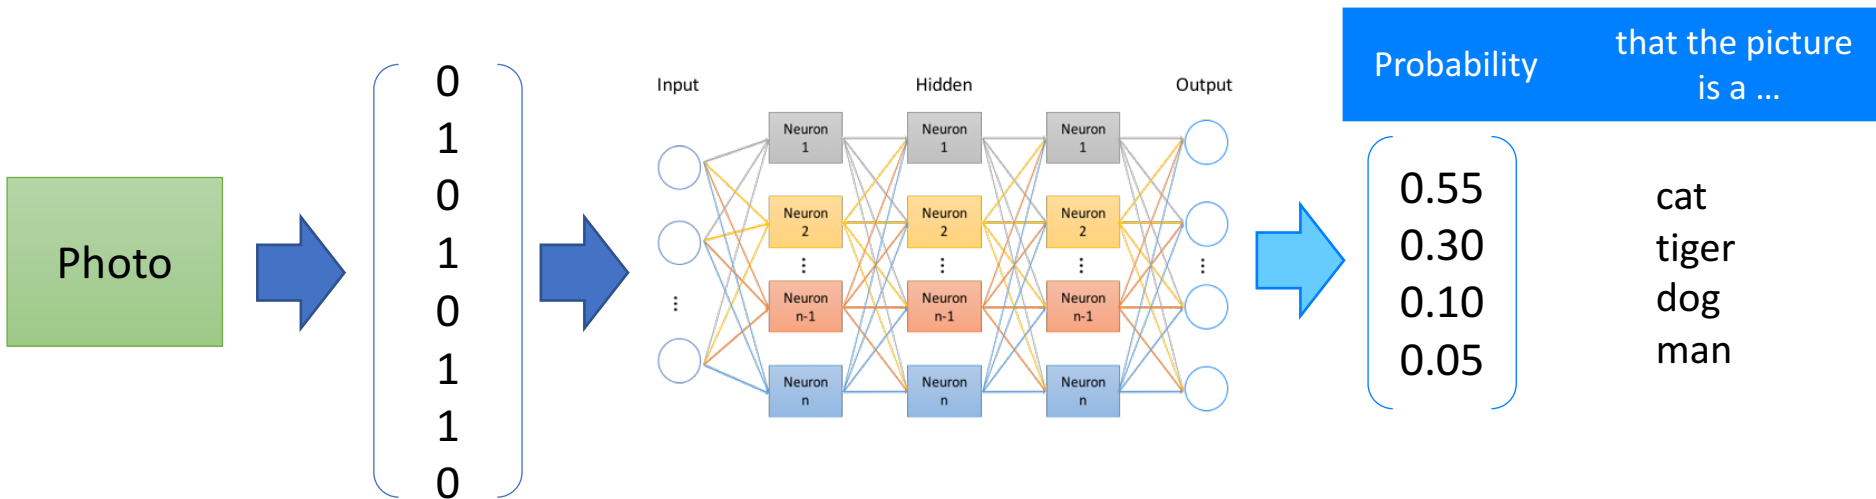 Photo
0
1
0
1
0
1
1
0
Input
Hidden
Output
Neuron
1
Neuron
2
⋮
Neuron
n-1
Neuron
n
Neuron
1
Neuron
2
⋮
Neuron
n-1
Neuron
n
Neuron
1
Neuron
2
⋮
Neuron
n-1
Neuron
n
⋮
⋮
Probability
that the picture
is a ...
0.55 cat
0.30 tiger
0.10 dog
0.05 man